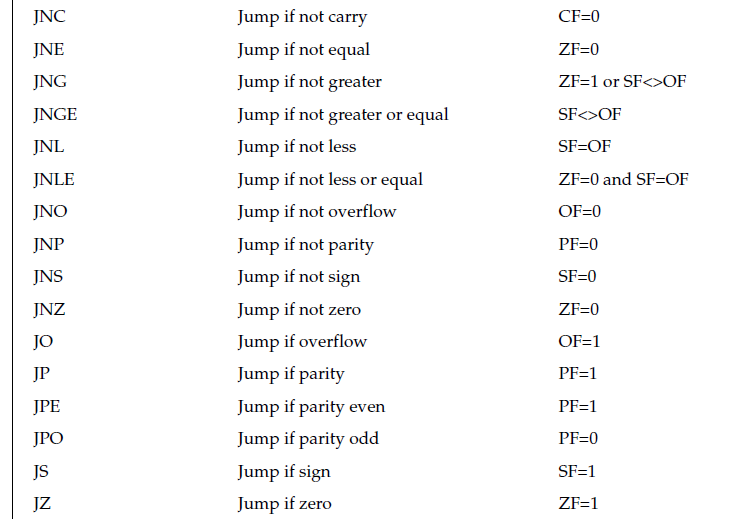 JNC Jump if not carry CF=0
JNE Jump if not equal ZF=0
JNG Jump if not greater ZF=1 or SF<>OF
JNGE Jump if not greater or equal SF<>OF
JNL Jump if not less SF=OF
JNLE Jump if not less or equal ZF=0 and SF=OF
JNO Jump if not overflow OF=0
JNP Jump if not parity PF=0
JNS Jump if not sign SF=0
JNZ Jump if not zero ZF=0
JO Jump if overflow OF=1
JP Jump if parity PF=1
JPE Jump if parity even PF=1
JPO Jump if parity odd PF=0
JS Jump if sign SF=1
JZ Jump if zero ZF=1